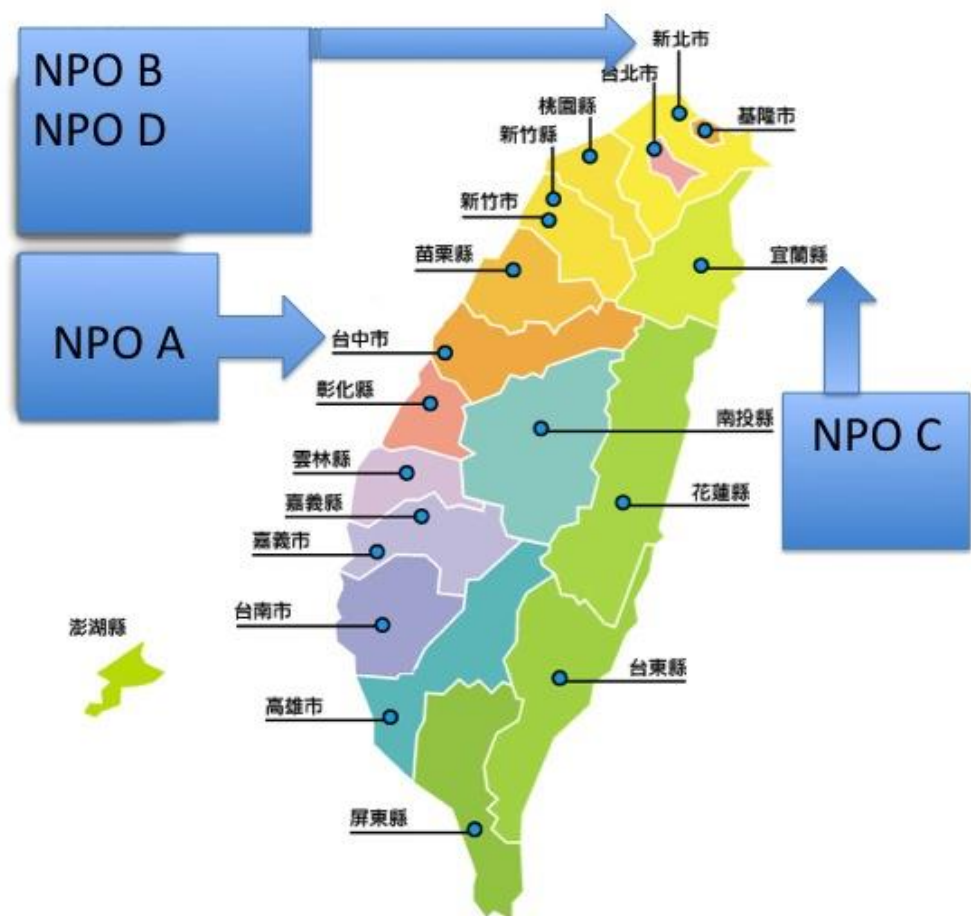 NPO B
NPO D
新北市
台北市
桃園縣
基隆市
新竹縣
新竹市
苗栗縣
宜蘭縣
NPO A
台中市
彰化縣
南投縣
NPO C
雲林縣
花蓮縣
嘉義縣
嘉義市
台南市
澎湖縣
台東縣
高雄市
屏東縣